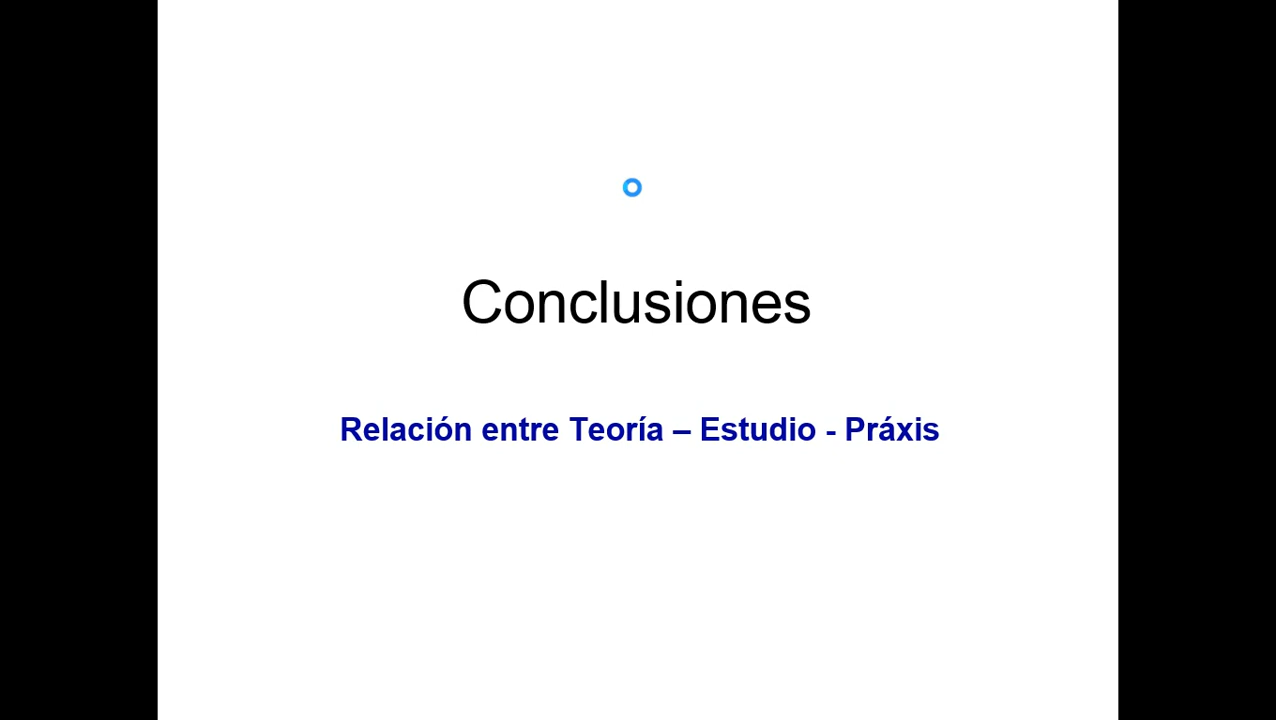 Conclusiones
Relación entre Teoría – Estudio - Práxis